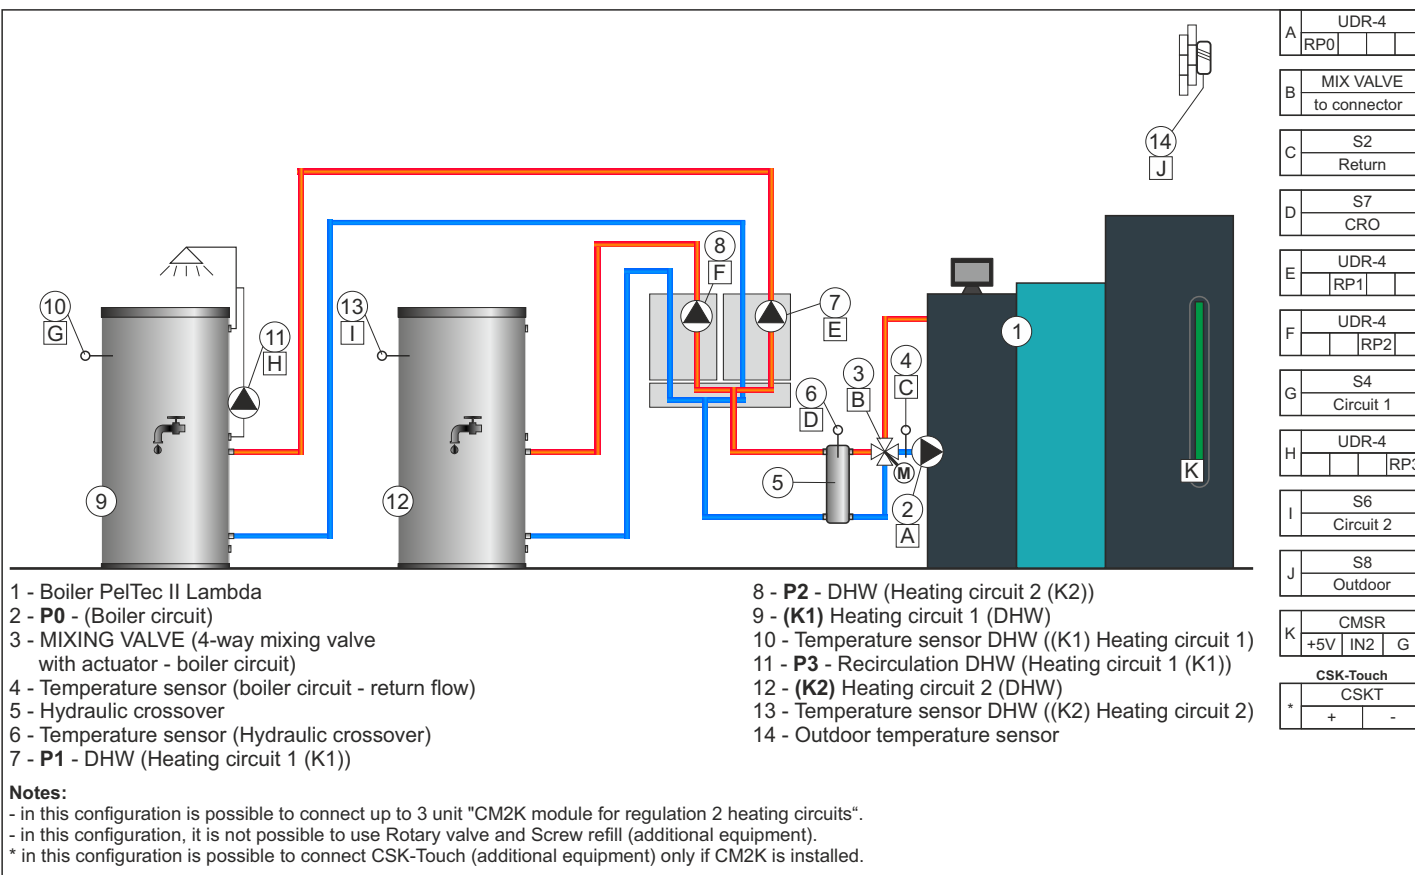 14
J
8
F
10
G
13
I
11
H
7
E
1
3
B
4
C
6
D
M
5
9
12
2
A
K
1 - Boiler PelTec II Lambda
2 - P0 - (Boiler circuit)
3 - MIXING VALVE (4-way mixing valve
with actuator - boiler circuit)
4 - Temperature sensor (boiler circuit - return flow)
5 - Hydraulic crossover
6 - Temperature sensor (Hydraulic crossover)
7 - P1 - DHW (Heating circuit 1 (K1))
8 - P2 - DHW (Heating circuit 2 (K2))
9 - (K1) Heating circuit 1 (DHW)
10 - Temperature sensor DHW ((K1) Heating circuit 1)
11 - P3 - Recirculation DHW (Heating circuit 1 (K1))
12 - (K2) Heating circuit 2 (DHW)
13 - Temperature sensor DHW ((K2) Heating circuit 2)
14 - Outdoor temperature sensor
A UDR-4
RP0
B MIX VALVE
to connector
C S2
Return
D S7
CRO
E UDR-4
RP1
F UDR-4
RP2
G S4
Circuit 1
H UDR-4
RP3
I S6
Circuit 2
J S8
Outdoor
K CMSR
+5V IN2 G
CSK-Touch
* CSKT
+ -
Notes:
- in this configuration is possible to connect up to 3 unit "CM2K module for regulation 2 heating circuits“.
- in this configuration, it is not possible to use Rotary valve and Screw refill (additional equipment).
* in this configuration is possible to connect CSK-Touch (additional equipment) only if CM2K is installed.